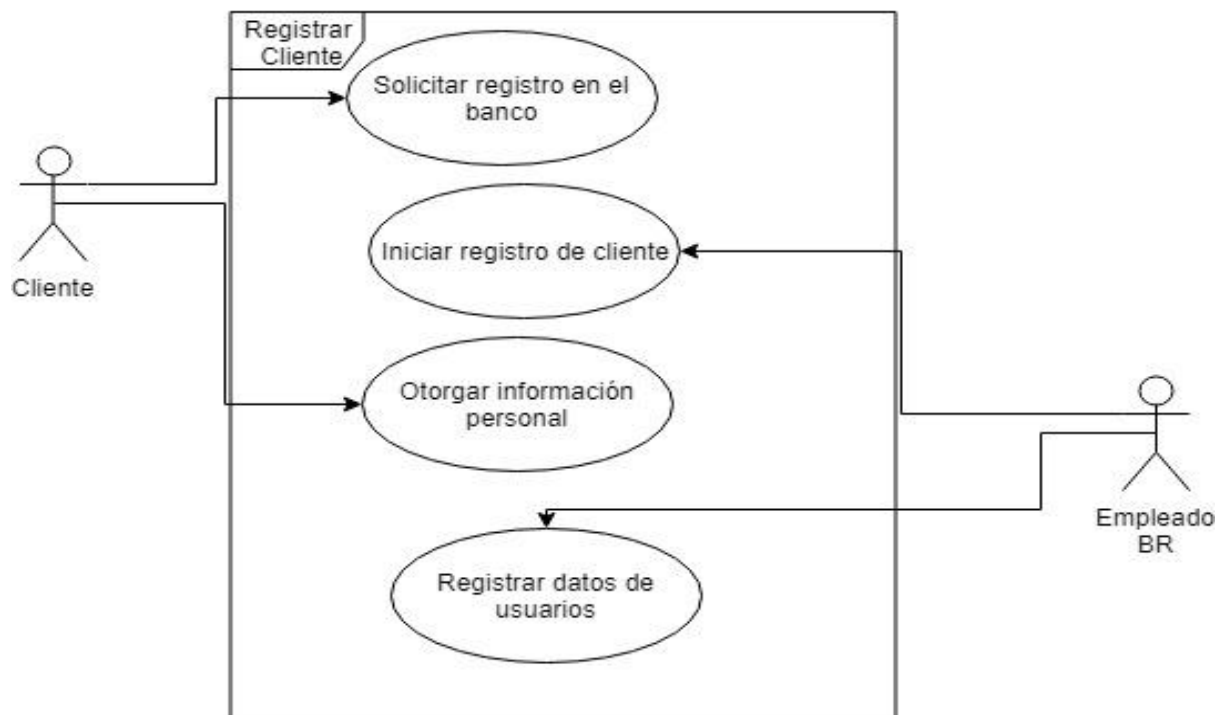 Registrar
Cliente
Solicitar registro en el
banco
Iniciar registro de cliente
Cliente
Otorgar información
personal
Empleado
BR
Registrar datos de
usuarios